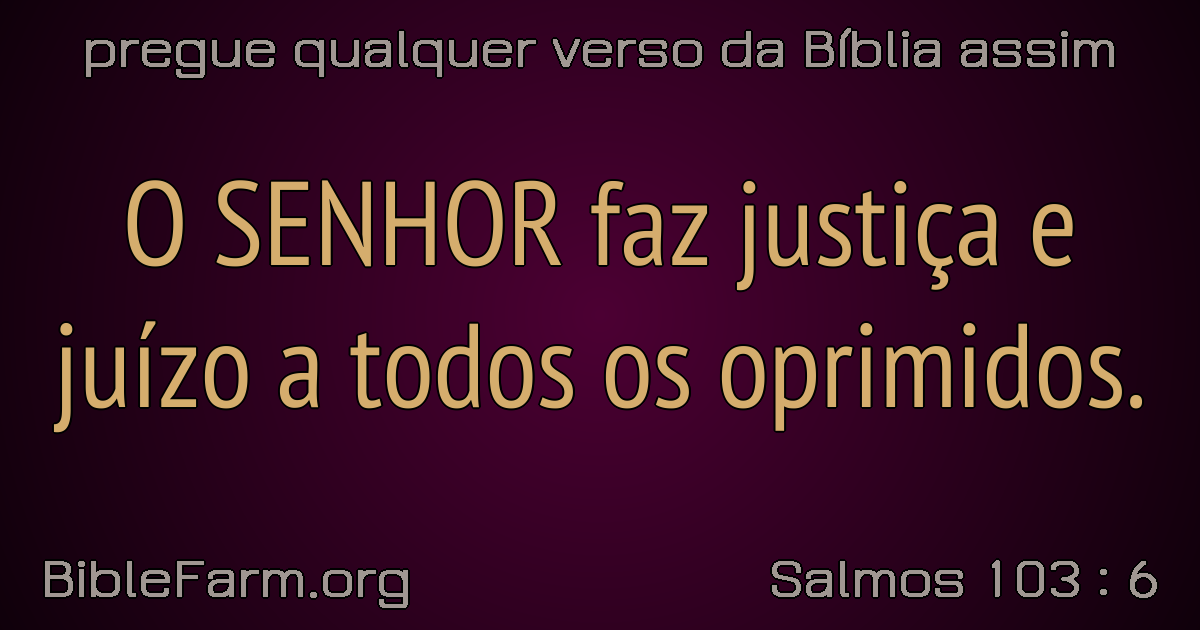 pregue qualquer verso da Bíblia assim
O SENHOR faz justiça e
juízo a todos os oprimidos.
BibleFarm.org
Salmos 103 : 6